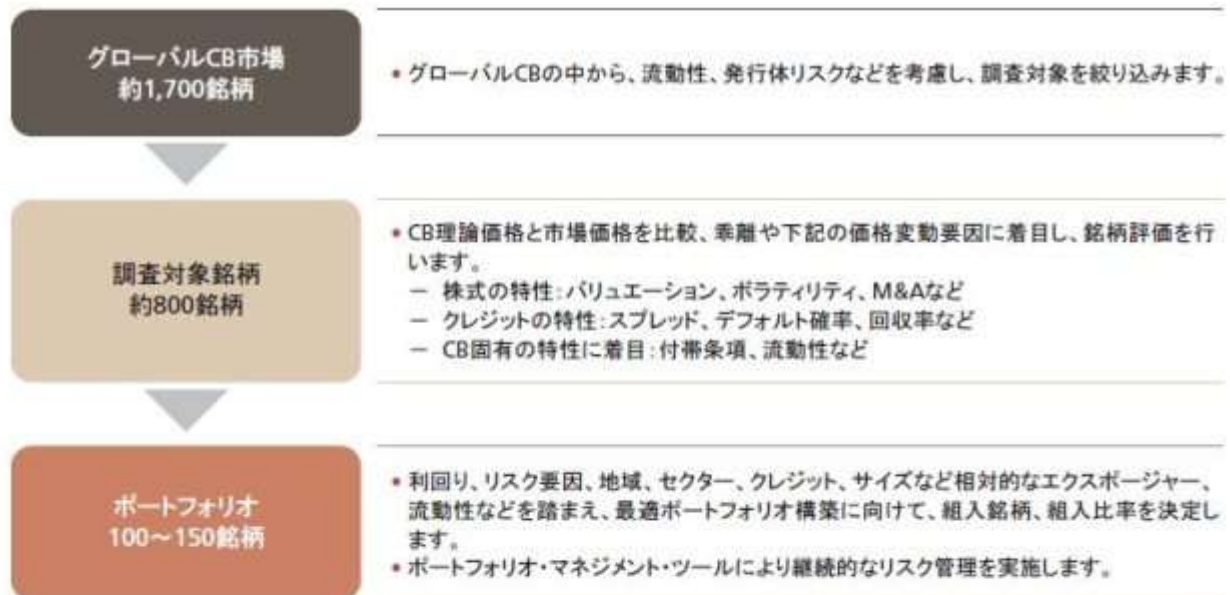 グローバルCB市場
約1,700銘柄
• グローバルCBの中から、流動性、発行体リスクなどを考慮し、調査対象を絞り込みます。
調査対象銘柄
約800銘柄
• CB理論価格と市場価格を比較、乖離や下記の価格変動要因に着目し、銘柄評価を行
います。
− 株式の特性：バリュエーション、ボラティリティ、M&Aなど
− クレジットの特性：スプレッド、デフォルト確率、回収率など
− CB固有の特性に着目：付帯条項、流動性など
ポートフォリオ
100～150銘柄
• 利回り、リスク要因、地域、セクター、クレジット、サイズなど相対的なエクスポージャー、
流動性などを踏まえ、最適ポートフォリオ構築に向けて、組入銘柄、組入比率を決定し
ます。
• ポートフォリオ・マネジメント・ツールにより継続的なリスク管理を実施します。